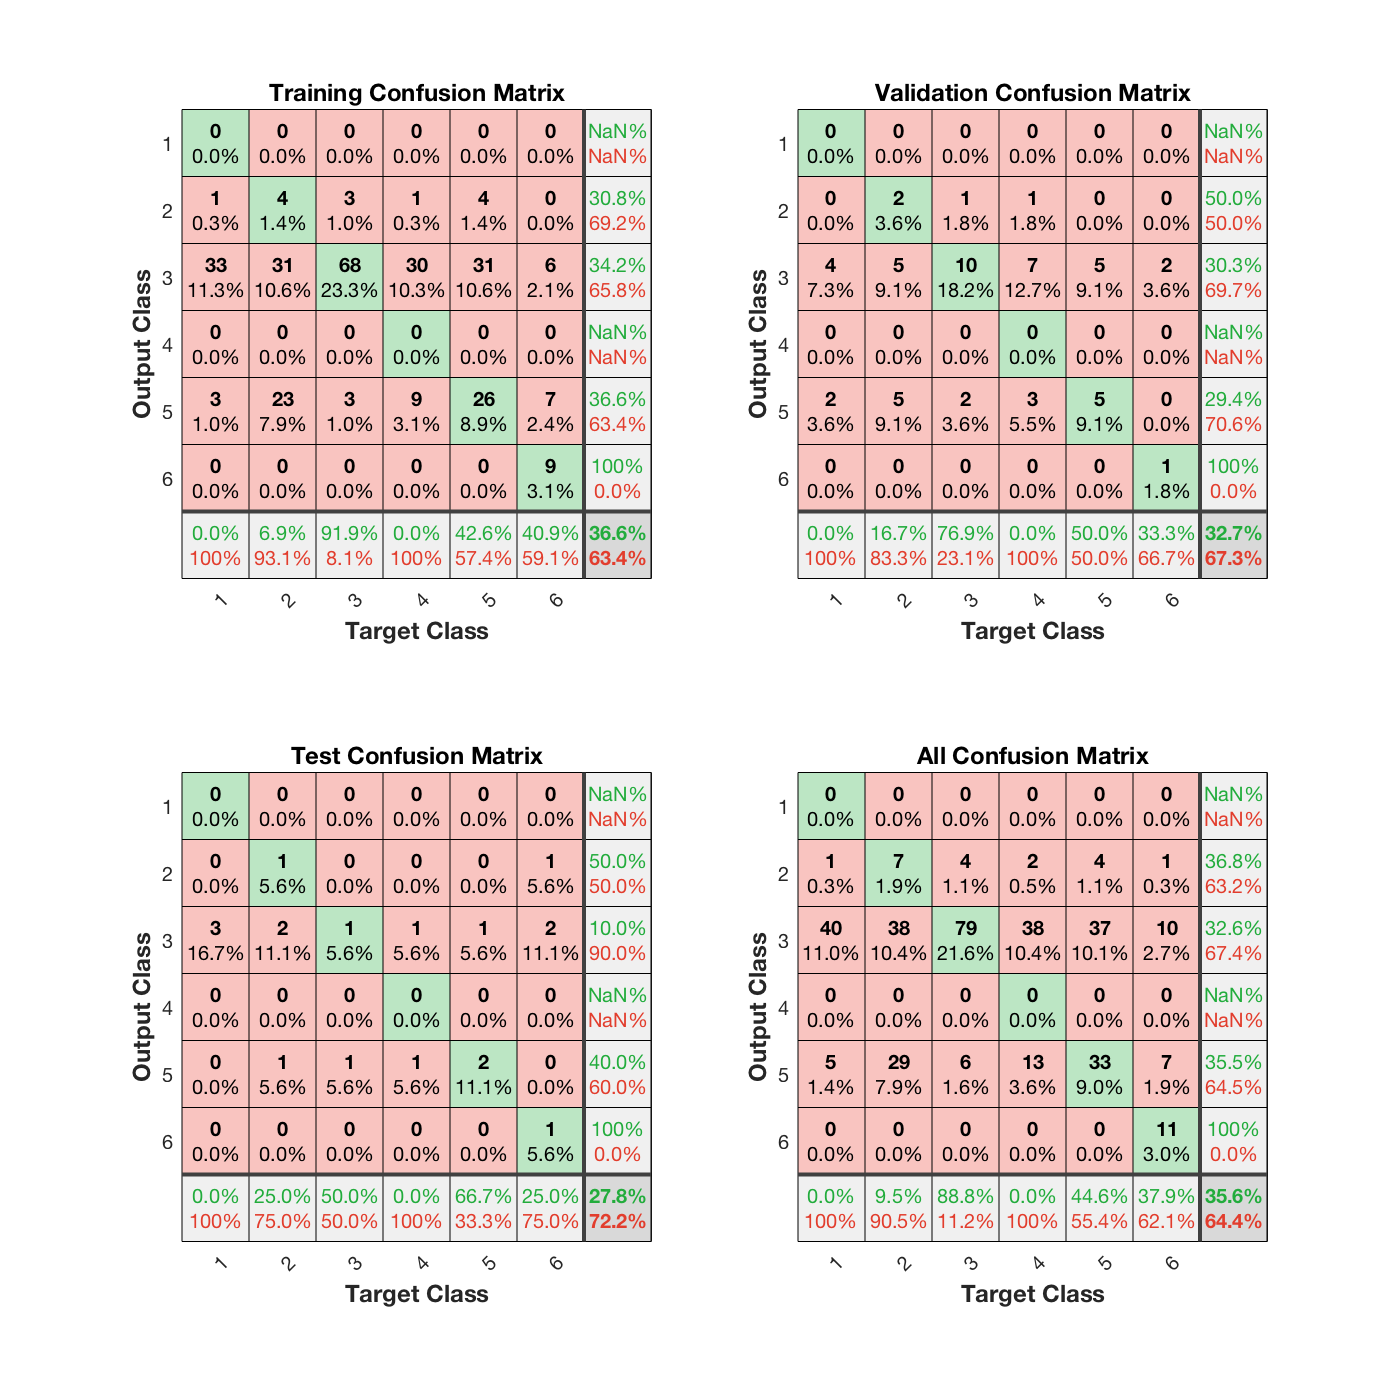 Training Confusion Matrix
Output Class
1
0 0 0 0 0 0 NaN%
0.0% 0.0% 0.0% 0.0% 0.0% 0.0% NaN%
2
1 4 3 1 4 0 30.8%
0.3% 1.4% 1.0% 0.3% 1.4% 0.0% 69.2%
3
33 31 68 30 31 6 34.2%
11.3% 10.6% 23.3% 10.3% 10.6% 2.1% 65.8%
4
0 0 0 0 0 0 NaN%
0.0% 0.0% 0.0% 0.0% 0.0% 0.0% NaN%
5
3 23 3 9 26 7 36.6%
1.0% 7.9% 1.0% 3.1% 8.9% 2.4% 63.4%
6
0 0 0 0 0 9 100%
0.0% 0.0% 0.0% 0.0% 0.0% 3.1% 0.0%
0.0% 6.9% 91.9% 0.0% 42.6% 40.9% 36.6%
100% 93.1% 8.1% 100% 57.4% 59.1% 63.4%
1 2 3 4 5 6
Target Class
Validation Confusion Matrix
Output Class
1
0 0 0 0 0 0 NaN%
0.0% 0.0% 0.0% 0.0% 0.0% 0.0% NaN%
2
0 2 1 1 0 0 50.0%
0.0% 3.6% 1.8% 1.8% 0.0% 0.0% 50.0%
3
4 5 10 7 5 2 30.3%
7.3% 9.1% 18.2% 12.7% 9.1% 3.6% 69.7%
4
0 0 0 0 0 0 NaN%
0.0% 0.0% 0.0% 0.0% 0.0% 0.0% NaN%
5
2 5 2 3 5 0 29.4%
3.6% 9.1% 3.6% 5.5% 9.1% 0.0% 70.6%
6
0 0 0 0 0 1 100%
0.0% 0.0% 0.0% 0.0% 0.0% 1.8% 0.0%
0.0% 16.7% 76.9% 0.0% 50.0% 33.3% 32.7%
100% 83.3% 23.1% 100% 50.0% 66.7% 67.3%
1 2 3 4 5 6
Target Class
Test Confusion Matrix
Output Class
1
0 0 0 0 0 0 NaN%
0.0% 0.0% 0.0% 0.0% 0.0% 0.0% NaN%
2
0 1 0 0 0 1 50.0%
0.0% 5.6% 0.0% 0.0% 0.0% 5.6% 50.0%
3
3 2 1 1 1 2 10.0%
16.7% 11.1% 5.6% 5.6% 5.6% 11.1% 90.0%
4
0 0 0 0 0 0 NaN%
0.0% 0.0% 0.0% 0.0% 0.0% 0.0% NaN%
5
0 1 1 1 2 0 40.0%
0.0% 5.6% 5.6% 5.6% 11.1% 0.0% 60.0%
6
0 0 0 0 0 1 100%
0.0% 0.0% 0.0% 0.0% 0.0% 5.6% 0.0%
0.0% 25.0% 50.0% 0.0% 66.7% 25.0% 27.8%
100% 75.0% 50.0% 100% 33.3% 75.0% 72.2%
1 2 3 4 5 6
Target Class
All Confusion Matrix
Output Class
1
0 0 0 0 0 0 NaN%
0.0% 0.0% 0.0% 0.0% 0.0% 0.0% NaN%
2
1 7 4 2 4 1 36.8%
0.3% 1.9% 1.1% 0.5% 1.1% 0.3% 63.2%
3
40 38 79 38 37 10 32.6%
11.0% 10.4% 21.6% 10.4% 10.1% 2.7% 67.4%
4
0 0 0 0 0 0 NaN%
0.0% 0.0% 0.0% 0.0% 0.0% 0.0% NaN%
5
5 29 6 13 33 7 35.5%
1.4% 7.9% 1.6% 3.6% 9.0% 1.9% 64.5%
6
0 0 0 0 0 11 100%
0.0% 0.0% 0.0% 0.0% 0.0% 3.0% 0.0%
0.0% 9.5% 88.8% 0.0% 44.6% 37.9% 35.6%
100% 90.5% 11.2% 100% 55.4% 62.1% 64.4%
1 2 3 4 5 6
Target Class